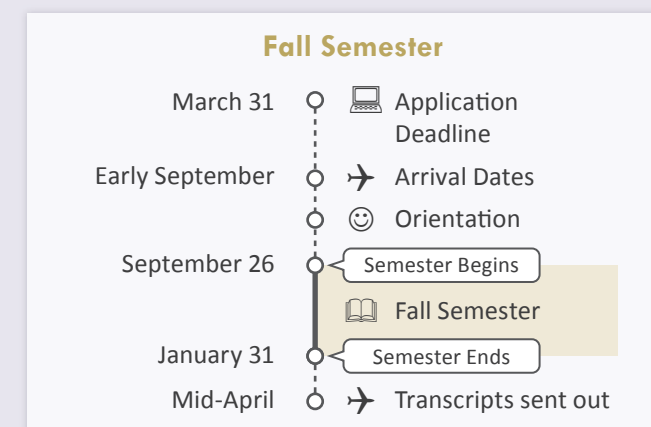 Fall Semester
March 31 Application
Deadline
Early September Arrival Dates
Orientation
September 26 Semester Begins
Fall Semester
January 31 Semester Ends
Mid-April Transcripts sent out